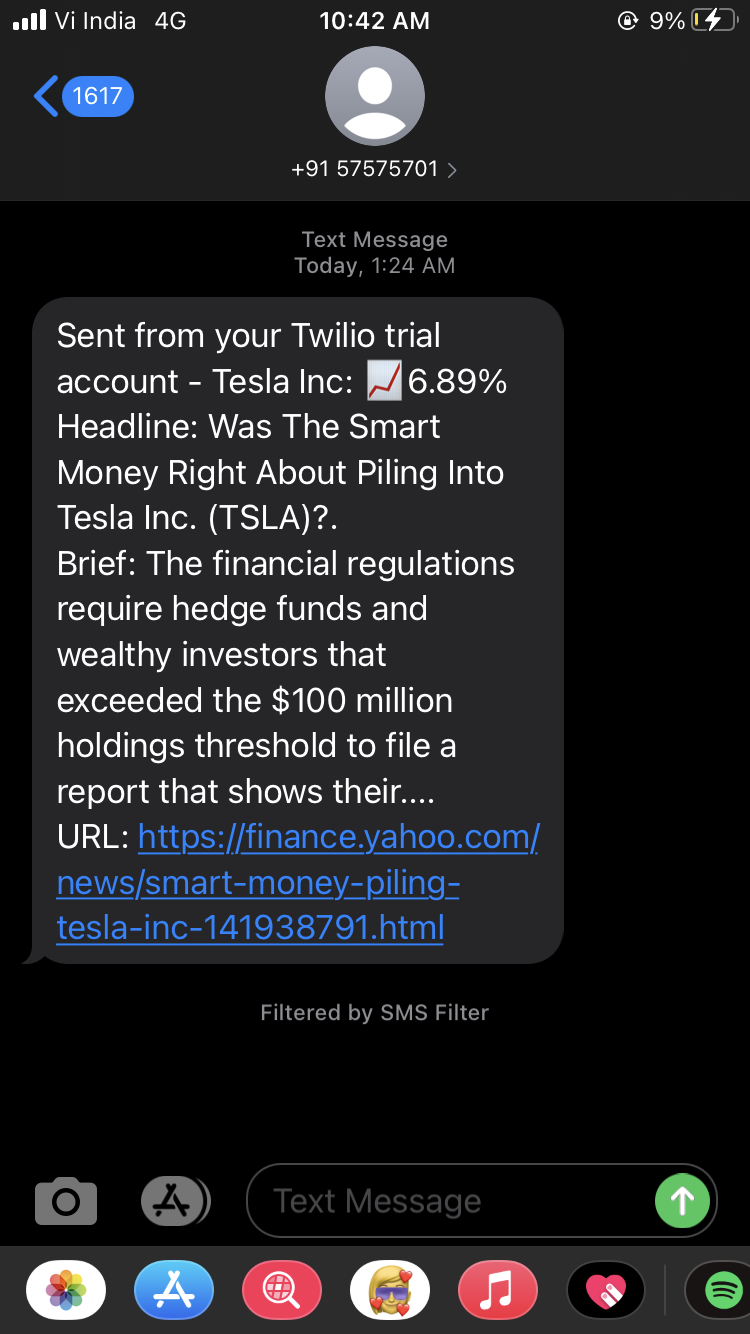 Vi India 4G 10:42 AM 9%
1617
+91 57575701
Text Message
Today, 1:24 AM
Sent from your Twilio trial
account - Tesla Inc: 📈6.89%
Headline: Was The Smart
Money Right About Piling Into
Tesla Inc. (TSLA)?.
Brief: The financial regulations
require hedge funds and
wealthy investors that
exceeded the $100 million
holdings threshold to file a
report that shows their....
URL: https://finance.yahoo.com/
news/smart-money-piling-
tesla-inc-141938791.html
Filtered by SMS Filter
Text Message